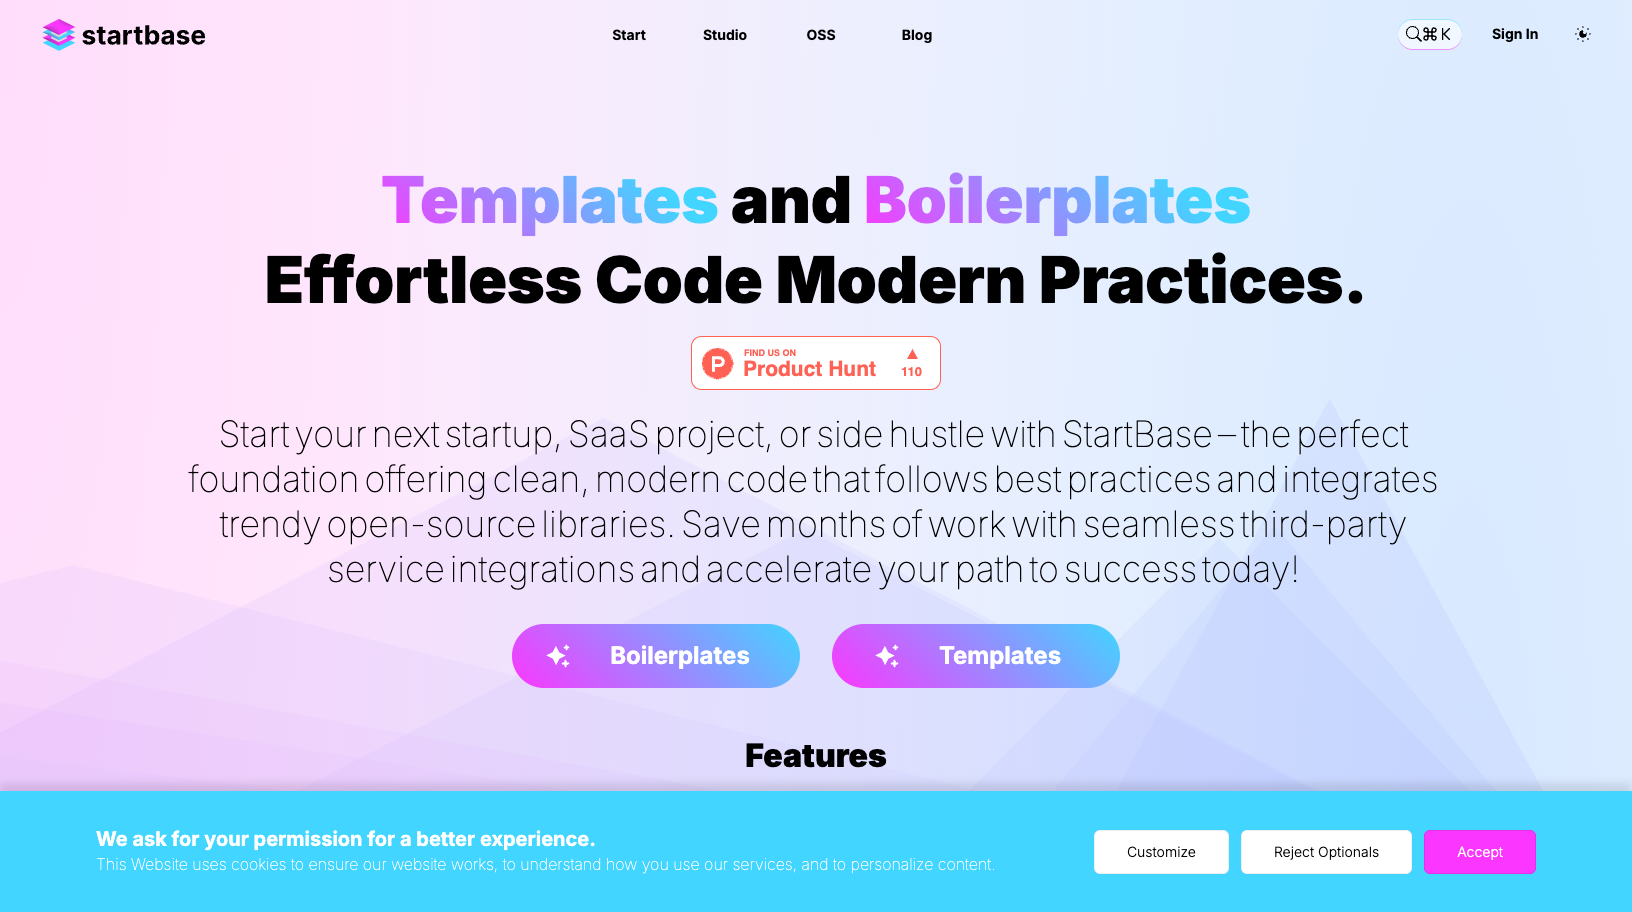 startbase
Start Studio OSS Blog
⌘ K Sign In
Templates and Boilerplates
Effortless Code Modern Practices.
FIND US ON
Product Hunt
▲ 110
Start your next startup, SaaS project, or side hustle with StartBase – the perfect
foundation offering clean, modern code that follows best practices and integrates
trendy open-source libraries. Save months of work with seamless third-party
service integrations and accelerate your path to success today!
Boilerplates Templates
Features
We ask for your permission for a better experience.
This Website uses cookies to ensure our website works, to understand how you use our services, and to personalize content.
Customize Reject Optionals Accept